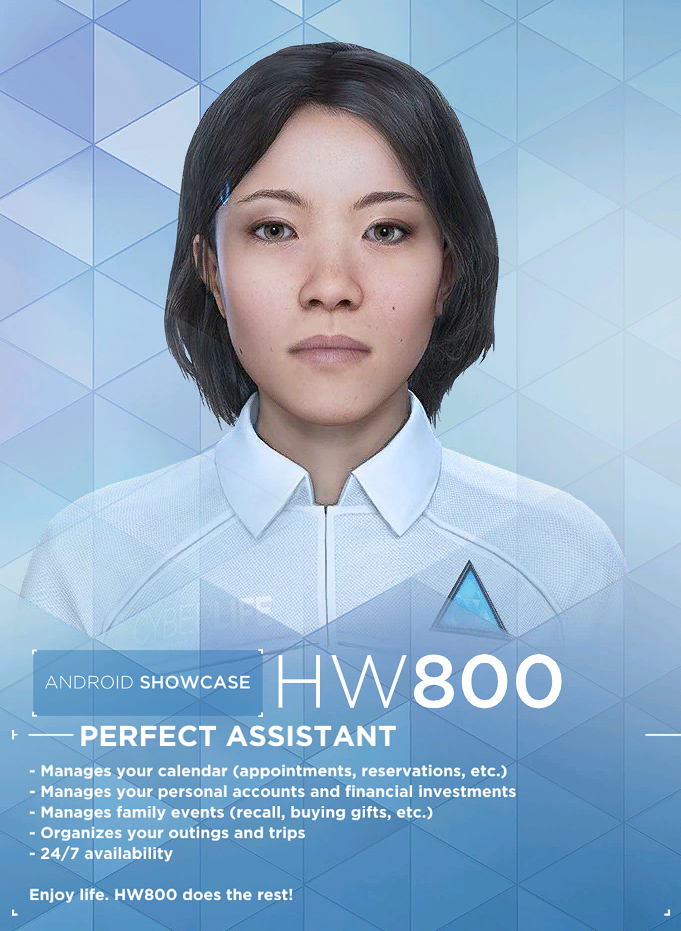 CYBERLIFE
ANDROID SHOWCASE
HW800
PERFECT ASSISTANT
- Manages your calendar (appointments, reservations, etc.)
- Manages your personal accounts and financial investments
- Manages family events (recall, buying gifts, etc.)
- Organizes your outings and trips
- 24/7 availability
Enjoy life. HW800 does the rest!